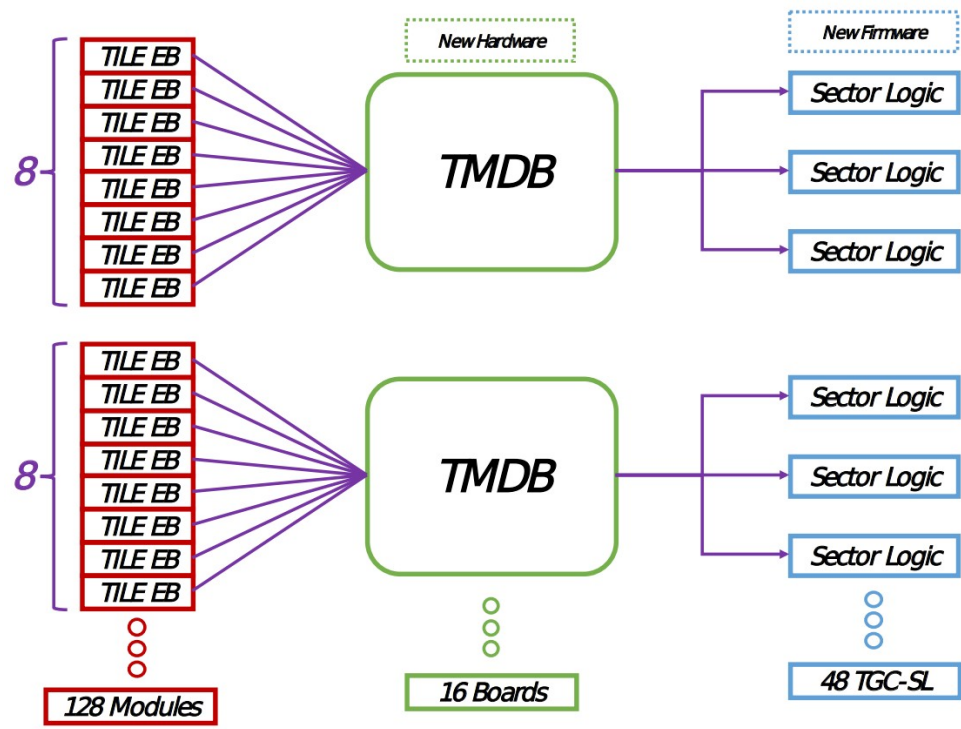 New Hardware
New Firmware
8
TILE EB
TILE EB
TILE EB
TILE EB
TILE EB
TILE EB
TILE EB
TILE EB
TMDB
Sector Logic
Sector Logic
Sector Logic
8
TILE EB
TILE EB
TILE EB
TILE EB
TILE EB
TILE EB
TILE EB
TILE EB
TMDB
Sector Logic
Sector Logic
Sector Logic
128 Modules
16 Boards
48 TGC-SL